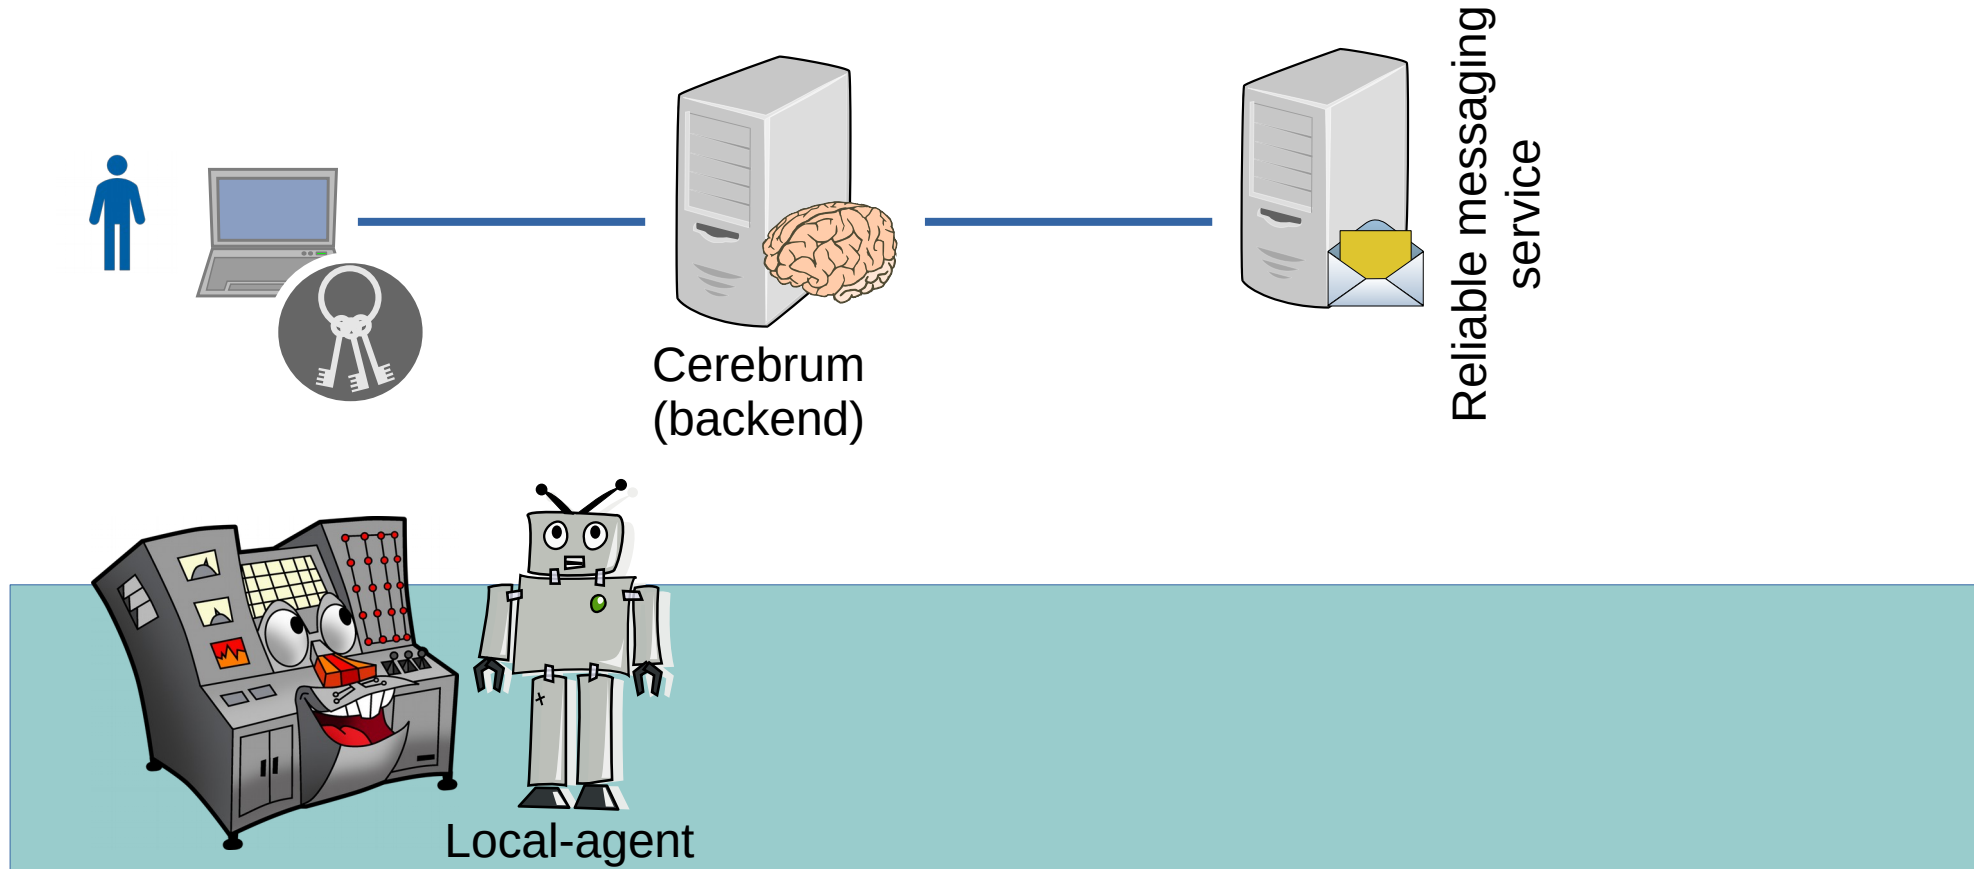 Reliable messaging
service
Cerebrum
(backend)
Local-agent